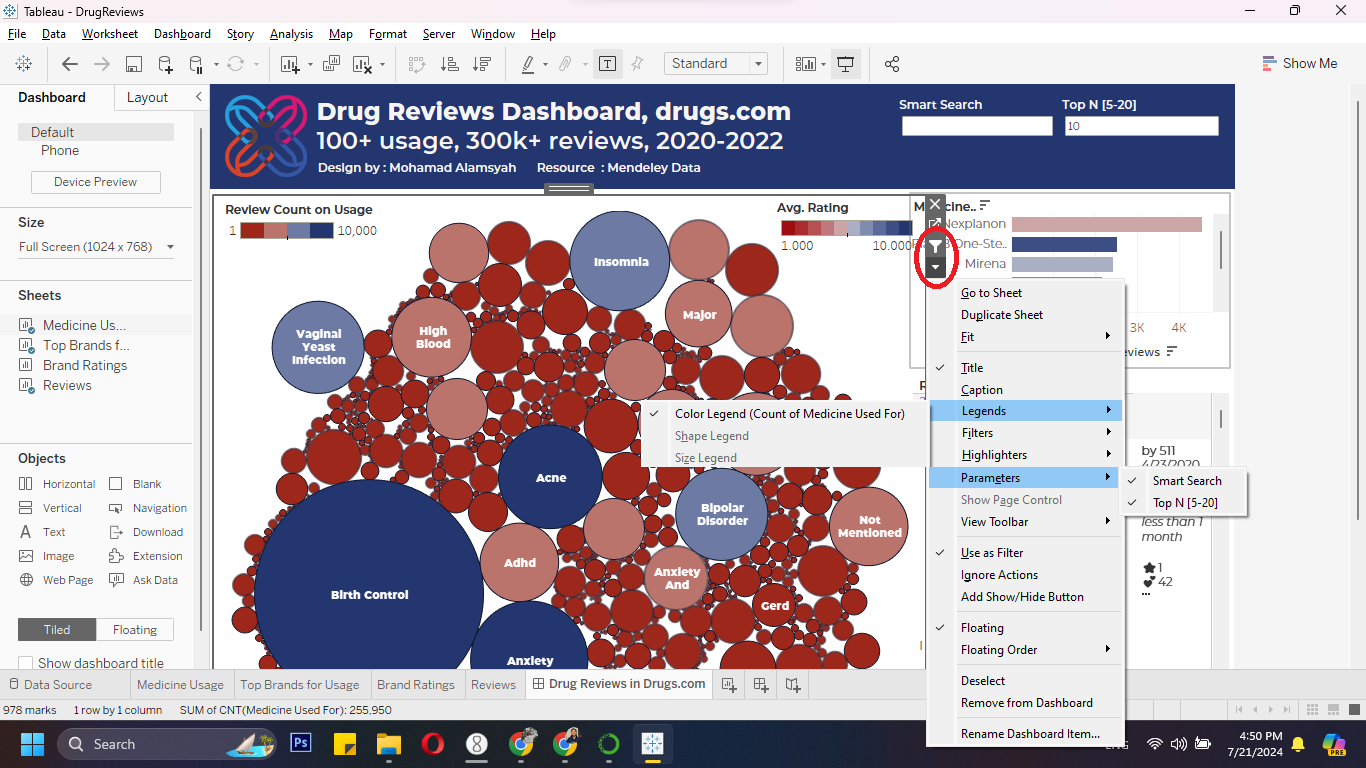 Tableau - DrugReviews
File Data Worksheet Dashboard Story Analysis Map Format Server Window Help
Standard
Show Me
Dashboard
Layout
Default
Phone
Device Preview
Size
Full Screen (1024 x 768)
Sheets
Medicine Us...
Top Brands f...
Brand Ratings
Reviews
Objects
Horizontal
Blank
Vertical
Navigation
Text
Download
Image
Extension
Web Page
Ask Data
Tiled
Floating
Show dashboard title
Drug Reviews Dashboard, drugs.com
100+ usage, 300k+ reviews, 2020-2022
Design by : Mohamad Alamsyah
Resource : Mendeley Data
Smart Search
Top N [5-20]
10
Review Count on Usage
1
10,000
Avg. Rating
1.000
10.000
Nexplanon
One-Ste..
Mirena
3K
4K
Insomnia
Vaginal
Yeast
Infection
High
Blood
Major
Acne
Bipolar
Disorder
Not
Mentioned
Adhd
Anxiety
And
Gerd
Birth Control
Anxiety
Go to Sheet
Duplicate Sheet
Fit
Title
Caption
Legends
Filters
Highlighters
Parameters
Show Page Control
View Toolbar
Use as Filter
Ignore Actions
Add Show/Hide Button
Floating
Floating Order
Deselect
Remove from Dashboard
Rename Dashboard Item...
Color Legend (Count of Medicine Used For)
Shape Legend
Size Legend
Smart Search
Top N [5-20]
by 511
4/23/2020
less than 1
month
1
42
Data Source
Medicine Usage
Top Brands for Usage
Brand Ratings
Reviews
Drug Reviews in Drugs.com
978 marks
1 row by 1 column
SUM of CNT(Medicine Used For): 255,950
Search
Ps
ENG
4:50 PM
7/21/2024
PRE